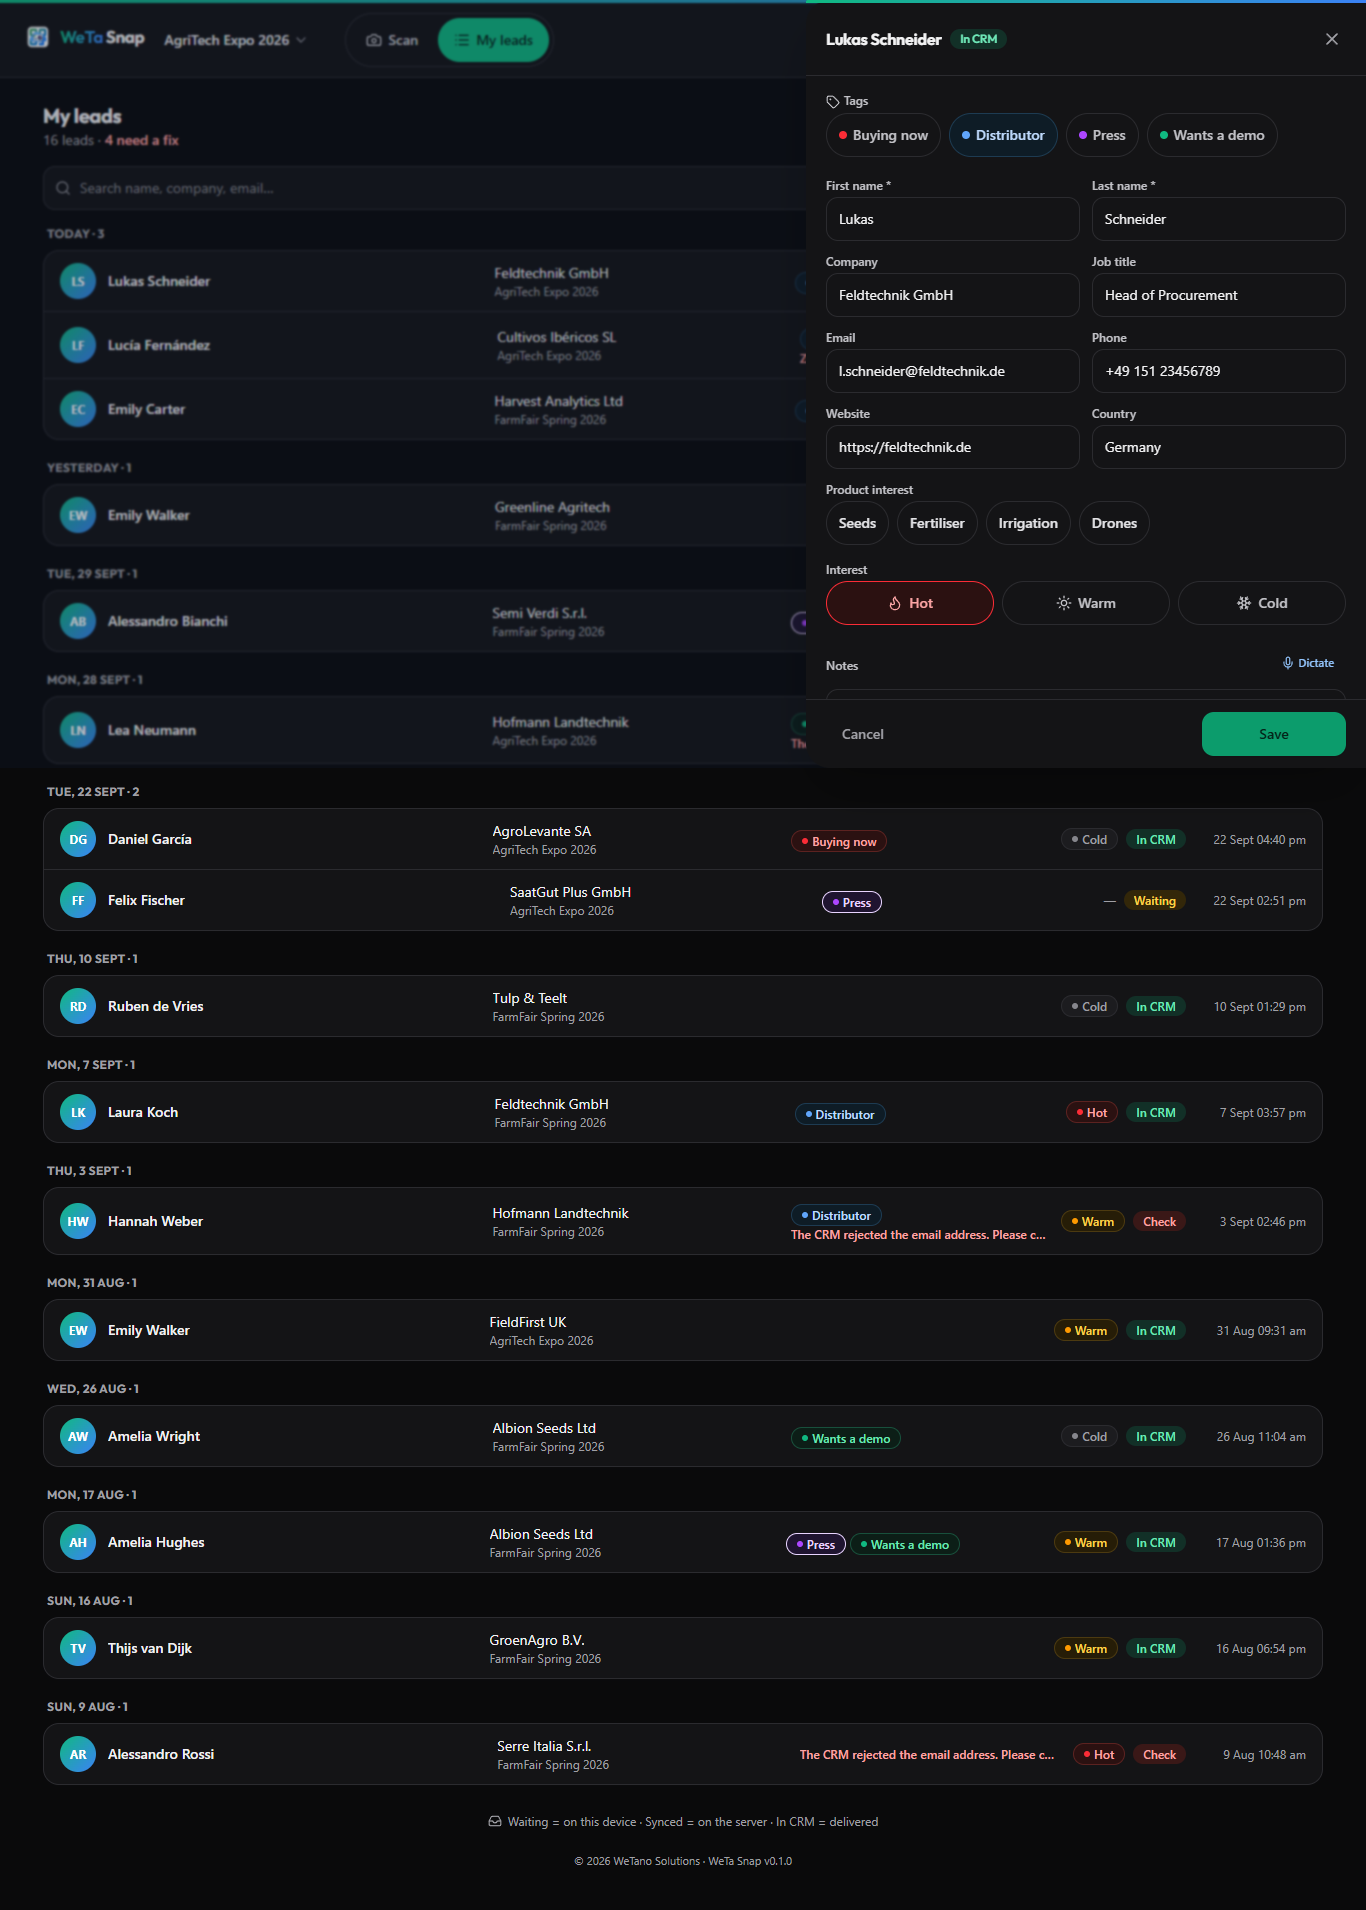 WeTa Snap
AgriTech Expo 2026
Scan
My leads
My leads
16 leads · 4 need a fix
Search name, company, email...
TODAY · 3
LS Lukas Schneider Feldtechnik GmbH
AgriTech Expo 2026
LF Lucía Fernández Cultivos Ibéricos SL
AgriTech Expo 2026
EC Emily Carter Harvest Analytics Ltd
FarmFair Spring 2026
YESTERDAY · 1
EW Emily Walker Greenline Agritech
FarmFair Spring 2026
TUE, 29 SEPT · 1
AB Alessandro Bianchi Semi Verdi S.r.l.
FarmFair Spring 2026
MON, 28 SEPT · 1
LN Lea Neumann Hofmann Landtechnik
AgriTech Expo 2026
Lukas Schneider In CRM
Tags
Buying now Distributor Press Wants a demo
First name * Last name *
Lukas Schneider
Company Job title
Feldtechnik GmbH Head of Procurement
Email Phone
l.schneider@feldtechnik.de +49 151 23456789
Website Country
https://feldtechnik.de Germany
Product interest
Seeds Fertiliser Irrigation Drones
Interest
Hot Warm Cold
Notes Dictate
Cancel Save
TUE, 22 SEPT · 2
DG Daniel García AgroLevante SA Buying now Cold In CRM 22 Sept 04:40 pm
AgriTech Expo 2026
FF Felix Fischer SaatGut Plus GmbH Press — Waiting 22 Sept 02:51 pm
AgriTech Expo 2026
THU, 10 SEPT · 1
RD Ruben de Vries Tulp & Teelt Cold In CRM 10 Sept 01:29 pm
FarmFair Spring 2026
MON, 7 SEPT · 1
LK Laura Koch Feldtechnik GmbH Distributor Hot In CRM 7 Sept 03:57 pm
FarmFair Spring 2026
THU, 3 SEPT · 1
HW Hannah Weber Hofmann Landtechnik Distributor Warm Check 3 Sept 02:46 pm
FarmFair Spring 2026 The CRM rejected the email address. Please c...
MON, 31 AUG · 1
EW Emily Walker FieldFirst UK Warm In CRM 31 Aug 09:31 am
AgriTech Expo 2026
WED, 26 AUG · 1
AW Amelia Wright Albion Seeds Ltd Wants a demo Cold In CRM 26 Aug 11:04 am
FarmFair Spring 2026
MON, 17 AUG · 1
AH Amelia Hughes Albion Seeds Ltd Press Wants a demo Warm In CRM 17 Aug 01:36 pm
FarmFair Spring 2026
SUN, 16 AUG · 1
TV Thijs van Dijk GroenAgro B.V. Warm In CRM 16 Aug 06:54 pm
FarmFair Spring 2026
SUN, 9 AUG · 1
AR Alessandro Rossi Serre Italia S.r.l. The CRM rejected the email address. Please c... Hot Check 9 Aug 10:48 am
FarmFair Spring 2026
Waiting = on this device · Synced = on the server · In CRM = delivered
© 2026 WeTano Solutions · WeTa Snap v0.1.0